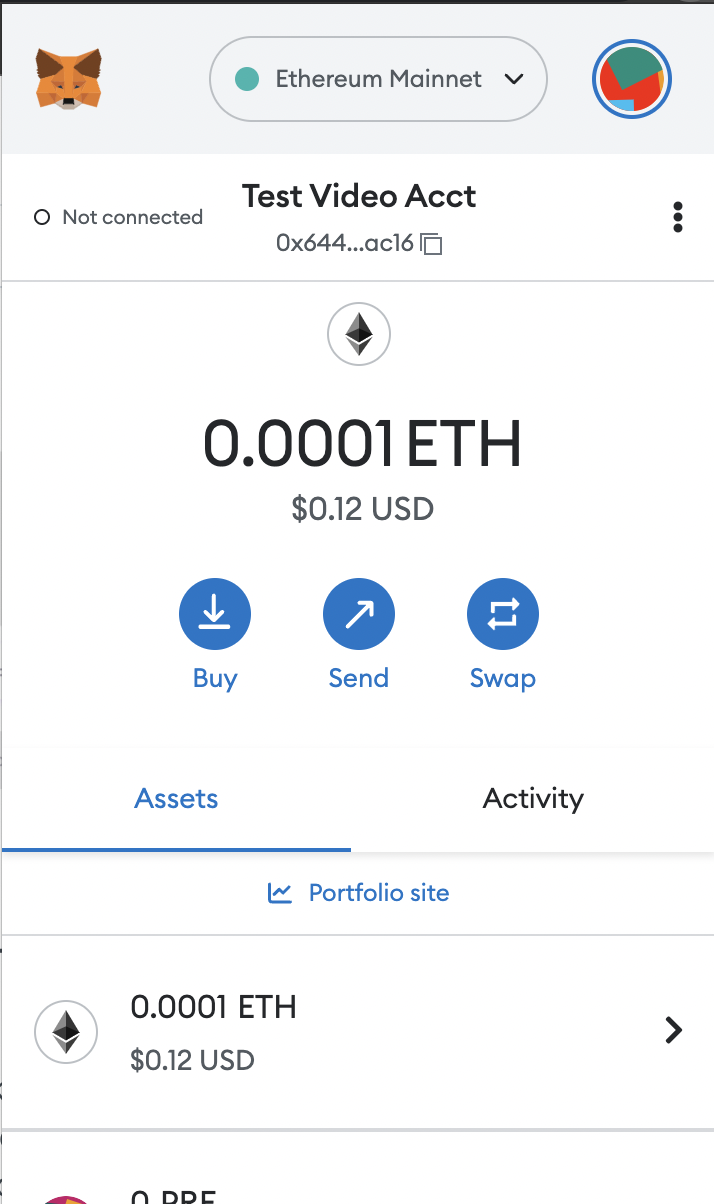 Ethereum Mainnet
Test Video Acct
Not connected
0x644...ac16
0.0001 ETH
$0.12 USD
Buy Send Swap
Assets Activity
Portfolio site
0.0001 ETH
$0.12 USD
0 PRE